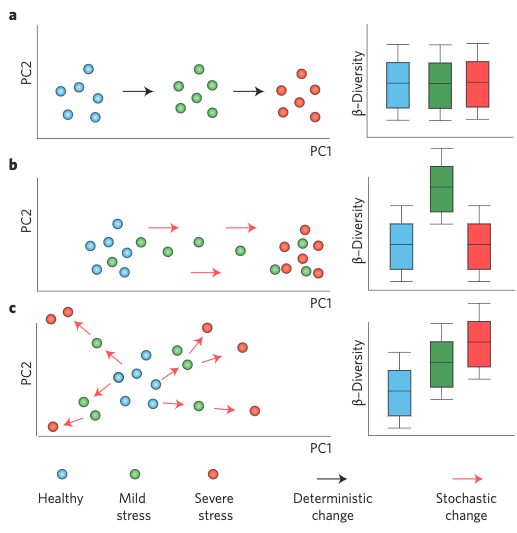 a
PC2
PC1
β–Diversity
b
PC2
PC1
β–Diversity
c
PC2
PC1
β–Diversity
Healthy
Mild
stress
Severe
stress
Deterministic
change
Stochastic
change